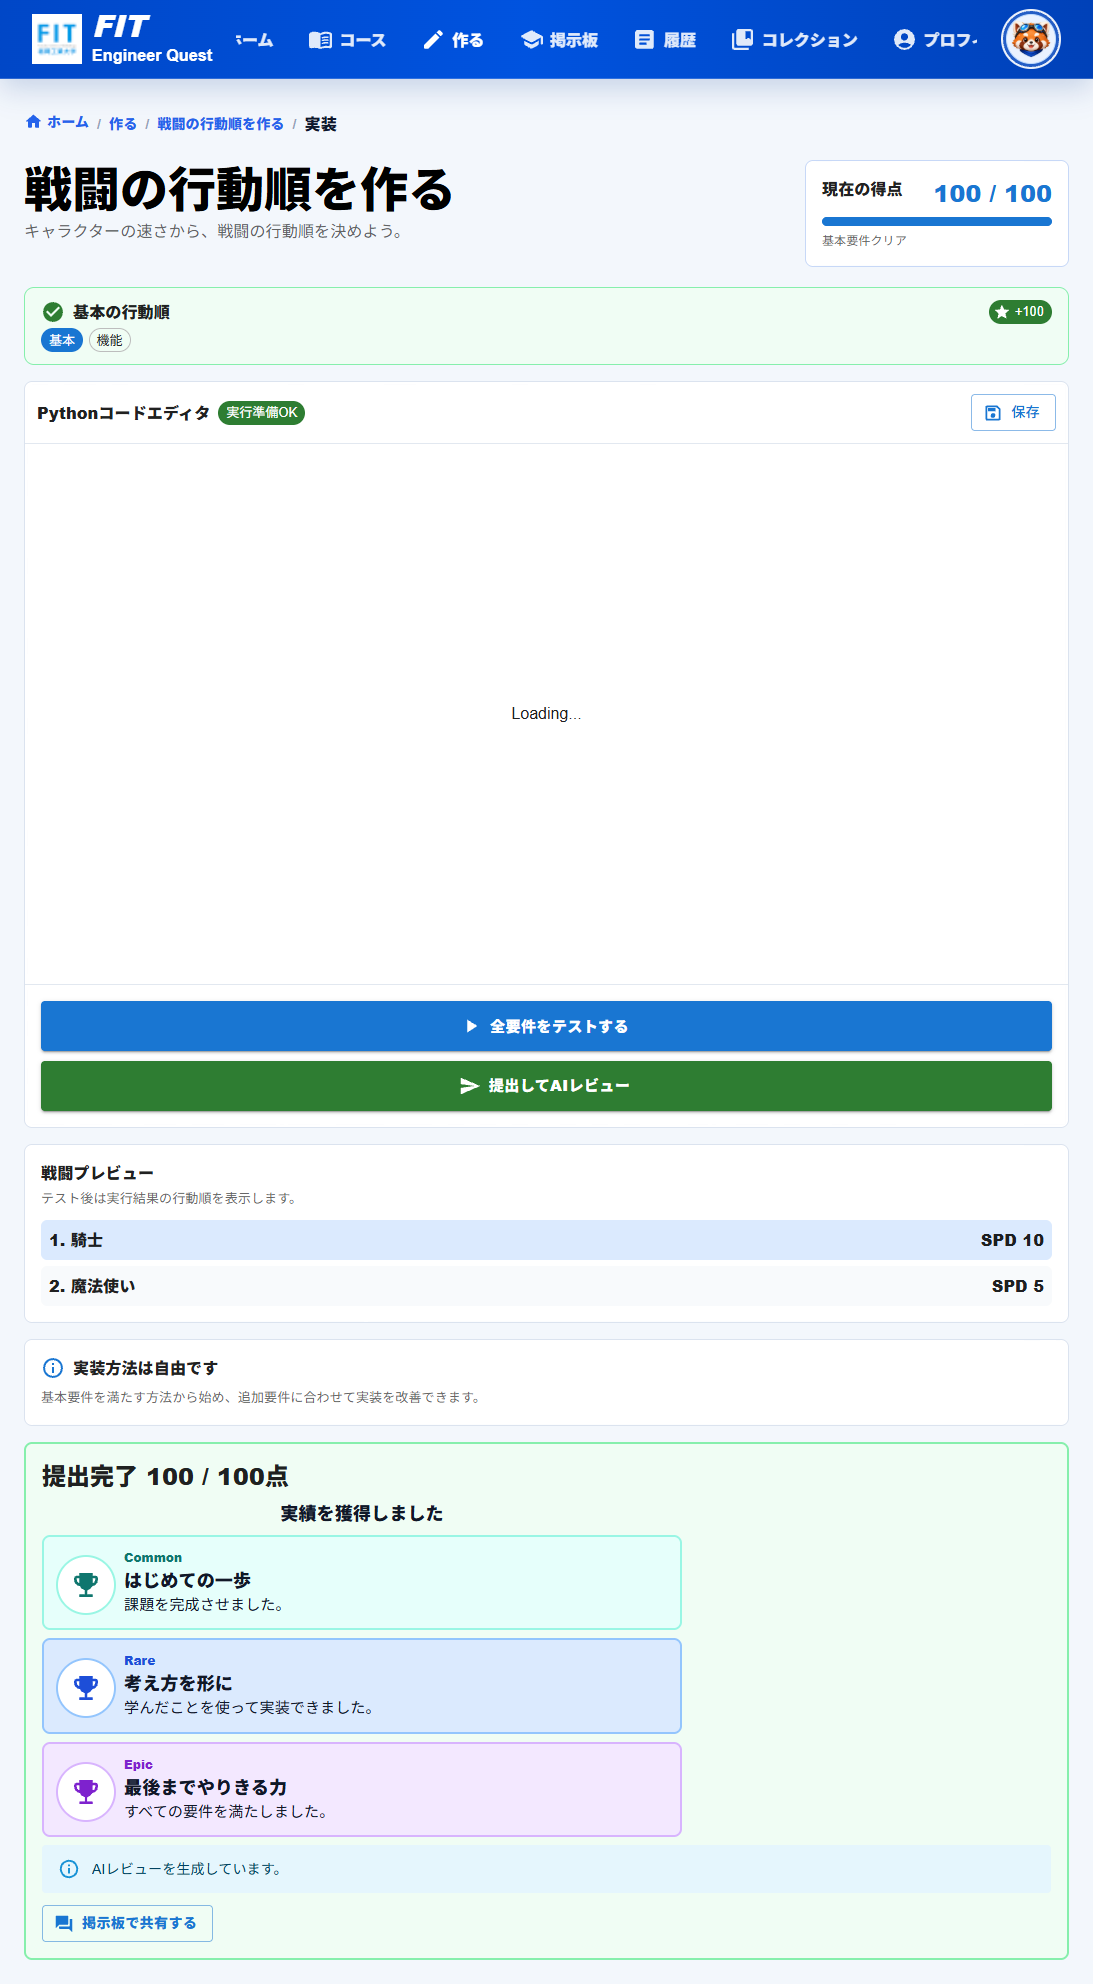 FIT
福岡工業大学
FIT
Engineer Quest
ーム
コース
作る
掲示板
履歴
コレクション
プロフィ
ホーム / 作る / 戦闘の行動順を作る / 実装
戦闘の行動順を作る
キャラクターの速さから、戦闘の行動順を決めよう。
現在の得点 100 / 100
基本要件クリア
基本の行動順
+100
基本 機能
Pythonコードエディタ 実行準備OK
保存
Loading...
全要件をテストする
提出してAIレビュー
戦闘プレビュー
テスト後は実行結果の行動順を表示します。
1. 騎士 SPD 10
2. 魔法使い SPD 5
実装方法は自由です
基本要件を満たす方法から始め、追加要件に合わせて実装を改善できます。
提出完了 100 / 100点
実績を獲得しました
Common
はじめての一歩
課題を完成させました。
Rare
考え方を形に
学んだことを使って実装できました。
Epic
最後までやりきる力
すべての要件を満たしました。
AIレビューを生成しています。
掲示板で共有する